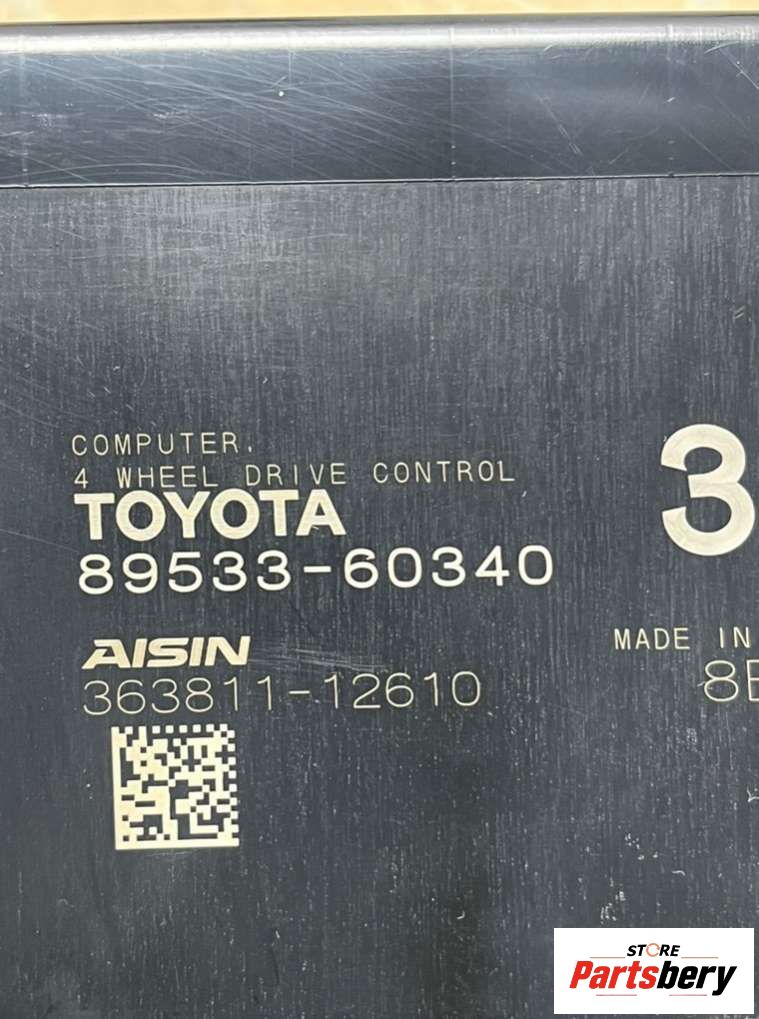 COMPUTER,
4 WHEEL DRIVE CONTROL
TOYOTA
89533-60340
3
AISIN
363811-12610
MADE IN
STORE
Partsbery